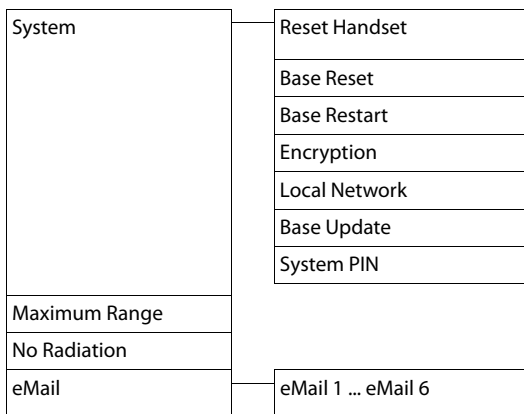 System
Reset Handset
Base Reset
Base Restart
Encryption
Local Network
Base Update
System PIN
Maximum Range
No Radiation
eMail
eMail 1 ... eMail 6